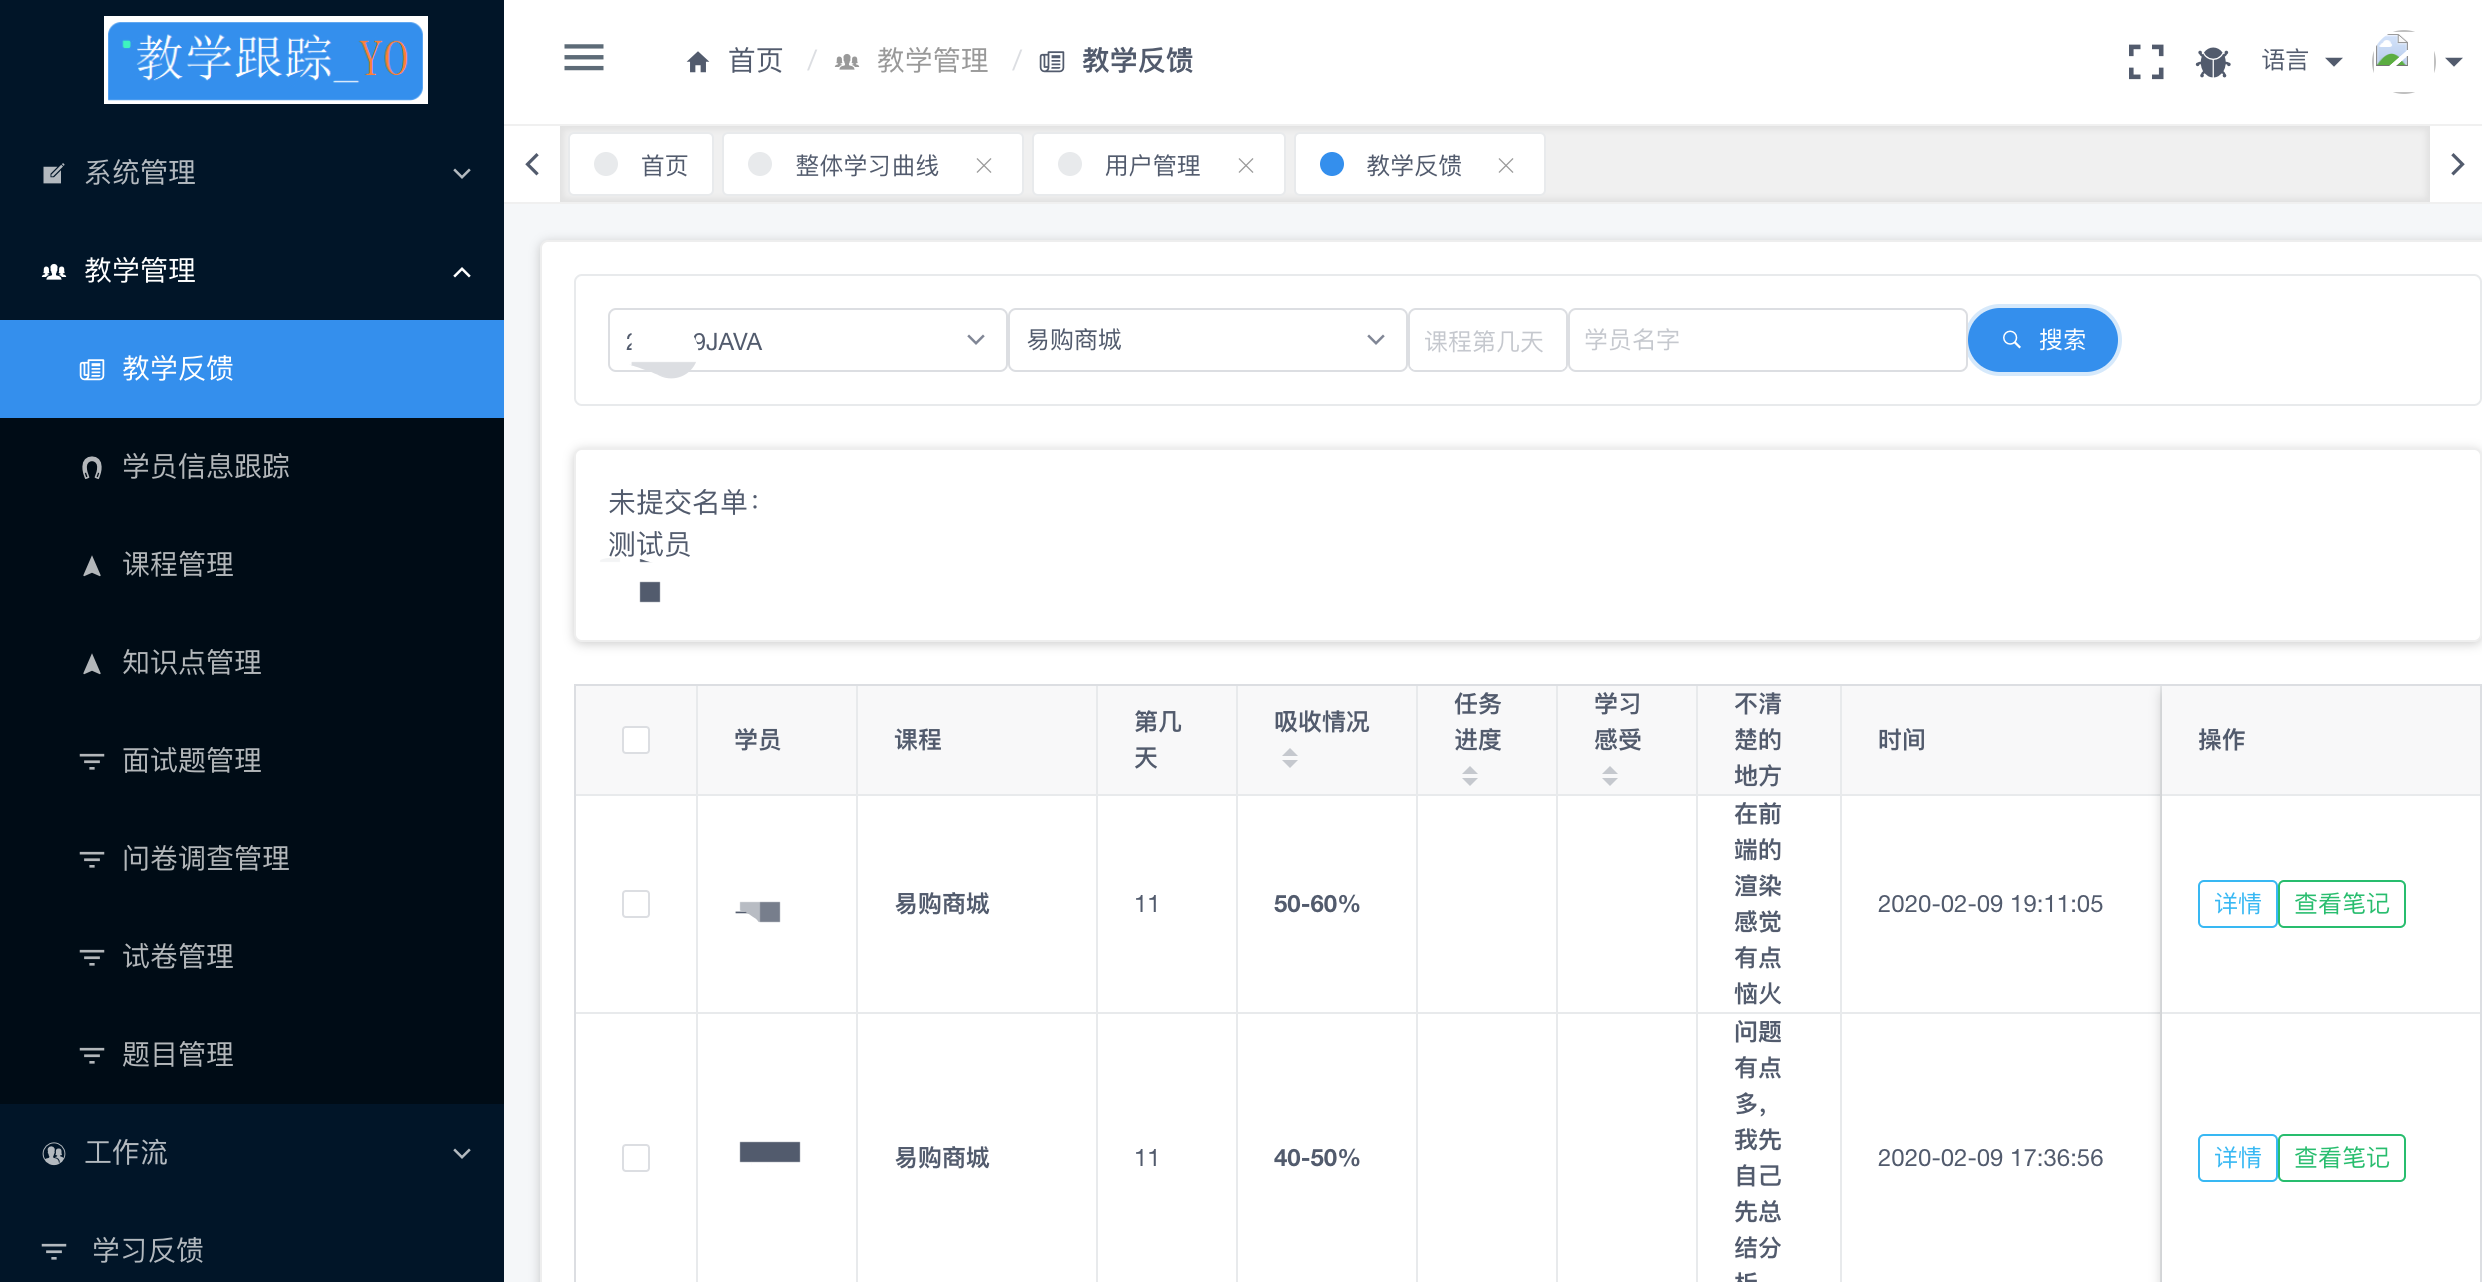 教学跟踪_YO
系统管理
教学管理
教学反馈
学员信息跟踪
课程管理
知识点管理
面试题管理
问卷调查管理
试卷管理
题目管理
工作流
学习反馈
首页 / 教学管理 / 教学反馈
语言
首页
整体学习曲线
用户管理
教学反馈
9JAVA
易购商城
课程第几天
学员名字
搜索
未提交名单：
测试员
学员
课程
第几
天
吸收情况
任务
进度
学习
感受
不清
楚的
地方
时间
操作
易购商城
11
50-60%
在前
端的
渲染
感觉
有点
恼火
2020-02-09 19:11:05
详情
查看笔记
易购商城
11
40-50%
问题
有点
多，
我先
自己
先总
结分
2020-02-09 17:36:56
详情
查看笔记